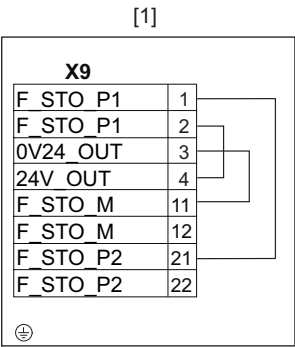 [1]
X9
F_STO_P1 1
F_STO_P1 2
0V24_OUT 3
24V_OUT 4
F_STO_M 11
F_STO_M 12
F_STO_P2 21
F_STO_P2 22